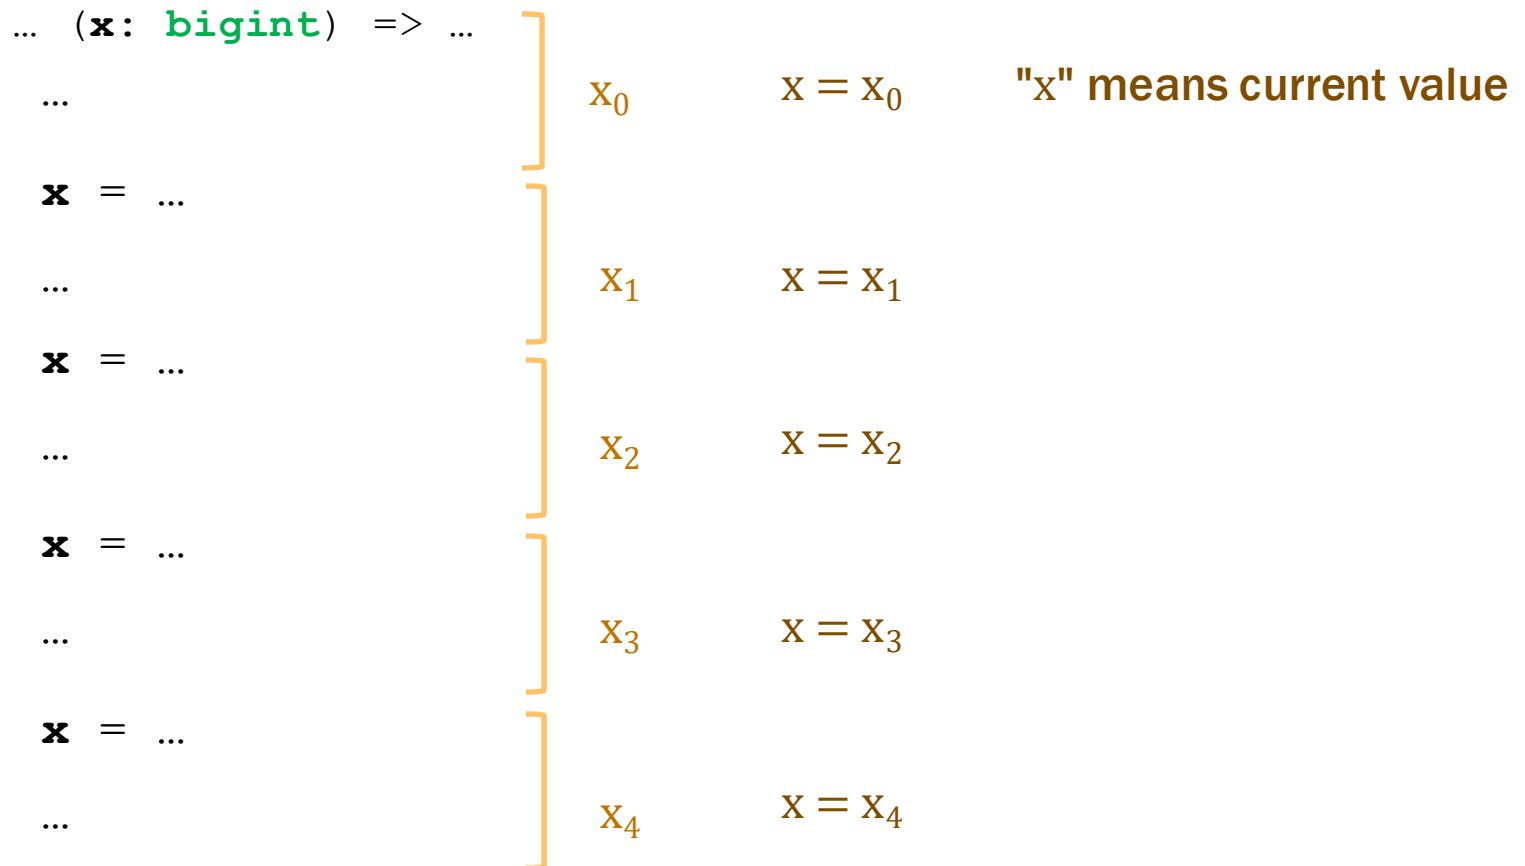 … (x: bigint) => …
… x₀ x = x₀ "x" means current value
x = …
… x₁ x = x₁
x = …
… x₂ x = x₂
x = …
… x₃ x = x₃
x = …
… x₄ x = x₄